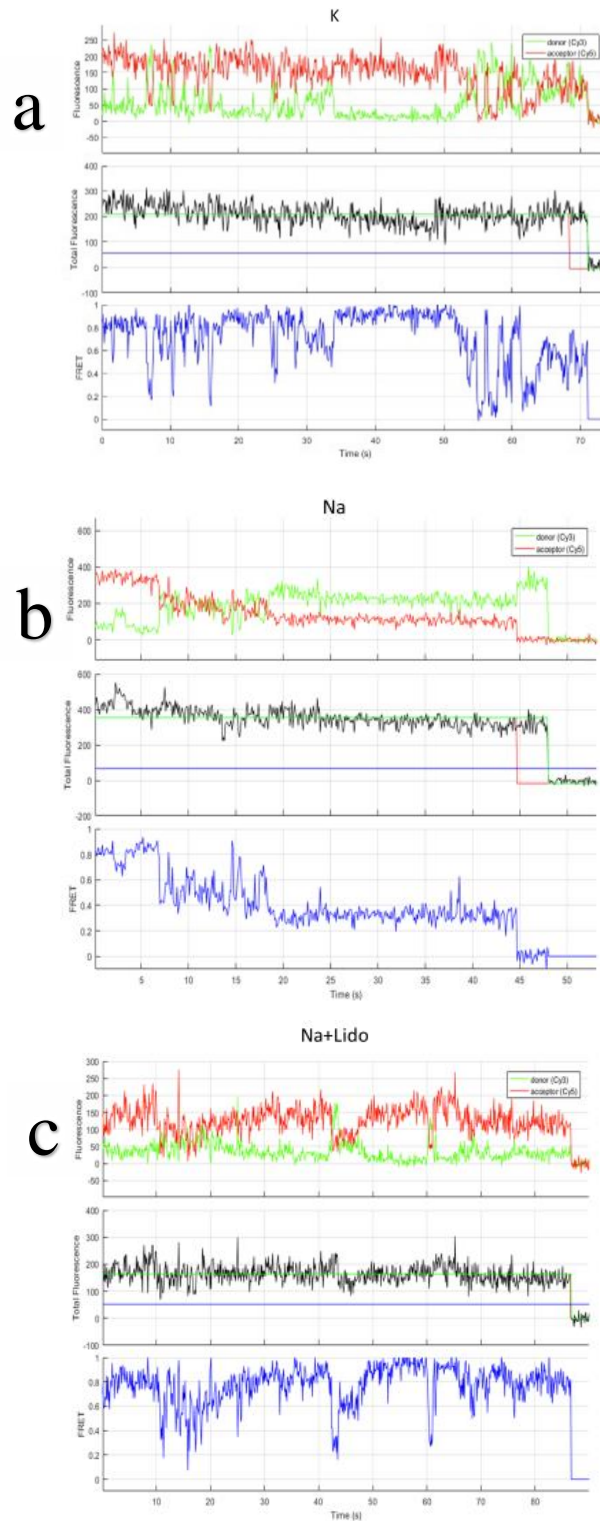 K
a
donor (Cy3)
acceptor (Cy5)
Fluorescence
250
200
150
100
50
0
-50
Total Fluorescence
400
300
200
100
0
-100
FRET
1
0.8
0.6
0.4
0.2
0
0 10 20 30 40 50 60 70
Time (s)
Na
b
donor (Cy3)
acceptor (Cy5)
Fluorescence
600
400
200
0
Total Fluorescence
600
400
200
0
-200
FRET
1
0.8
0.6
0.4
0.2
0
5 10 15 20 25 30 35 40 45 50
Time (s)
Na+Lido
c
donor (Cy3)
acceptor (Cy5)
Fluorescence
300
250
200
150
100
50
0
-50
Total Fluorescence
400
300
200
100
0
-100
FRET
1
0.8
0.6
0.4
0.2
0
10 20 30 40 50 60 70 80
Time (s)